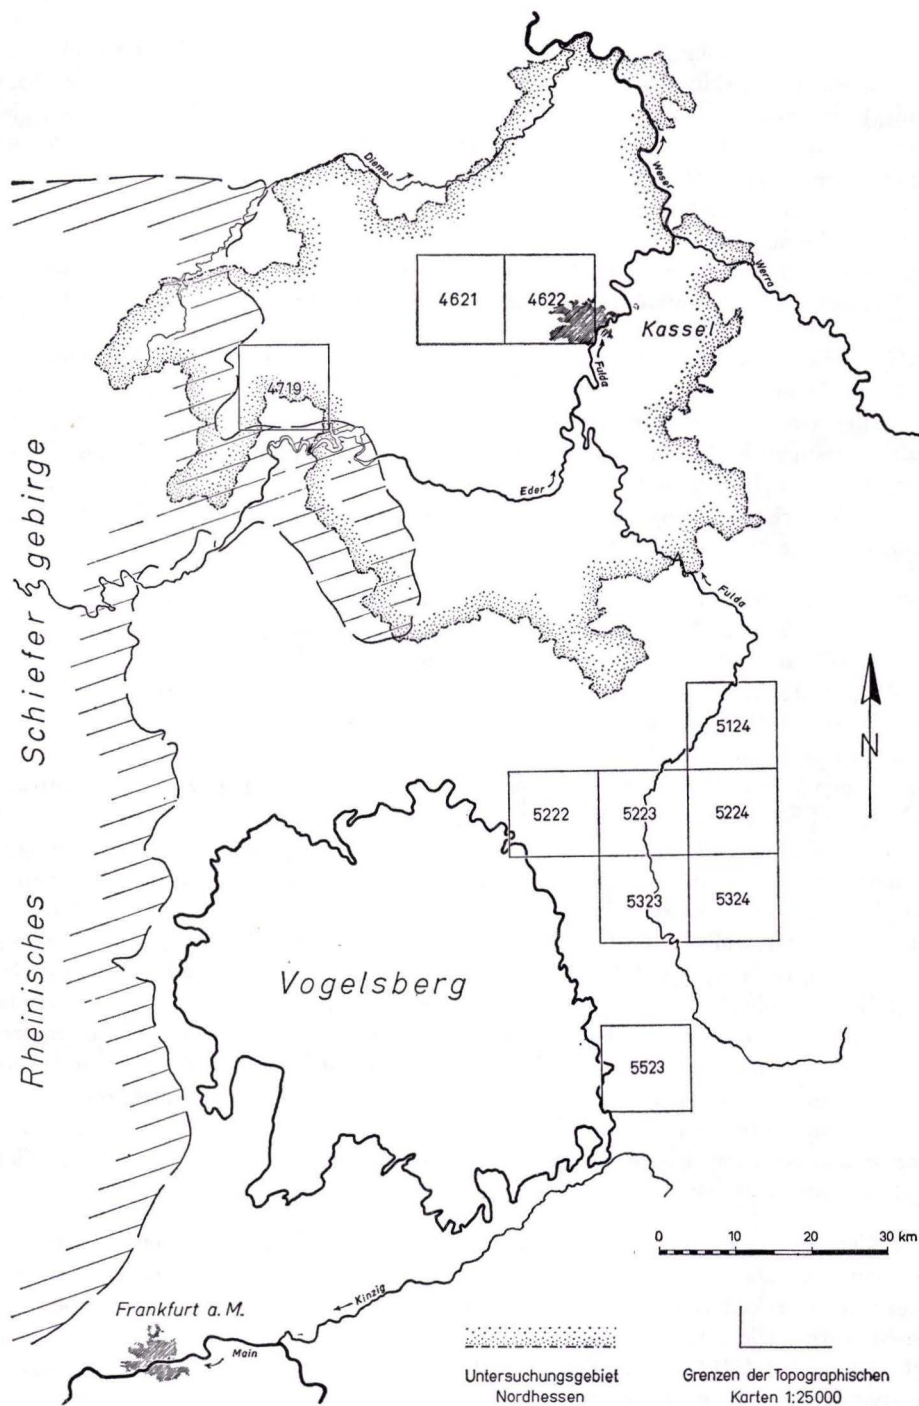 Diemel
Weser
Werra
4621
4622
Kassel
Fulda
4719
Eder
Fulda
Schiefer gebirge
Rheinisches
N
5124
5222
5223
5224
5323
5324
Vogelsberg
5523
0 10 20 30 km
Kinzig
Frankfurt a.M.
Main
Untersuchungsgebiet
Nordhessen
Grenzen der Topographischen
Karten 1:25000